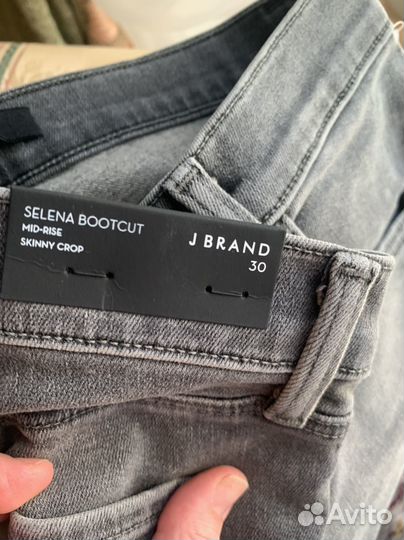 SELENA BOOTCUT
MID-RISE
SKINNY CROP
J BRAND
30
Avito